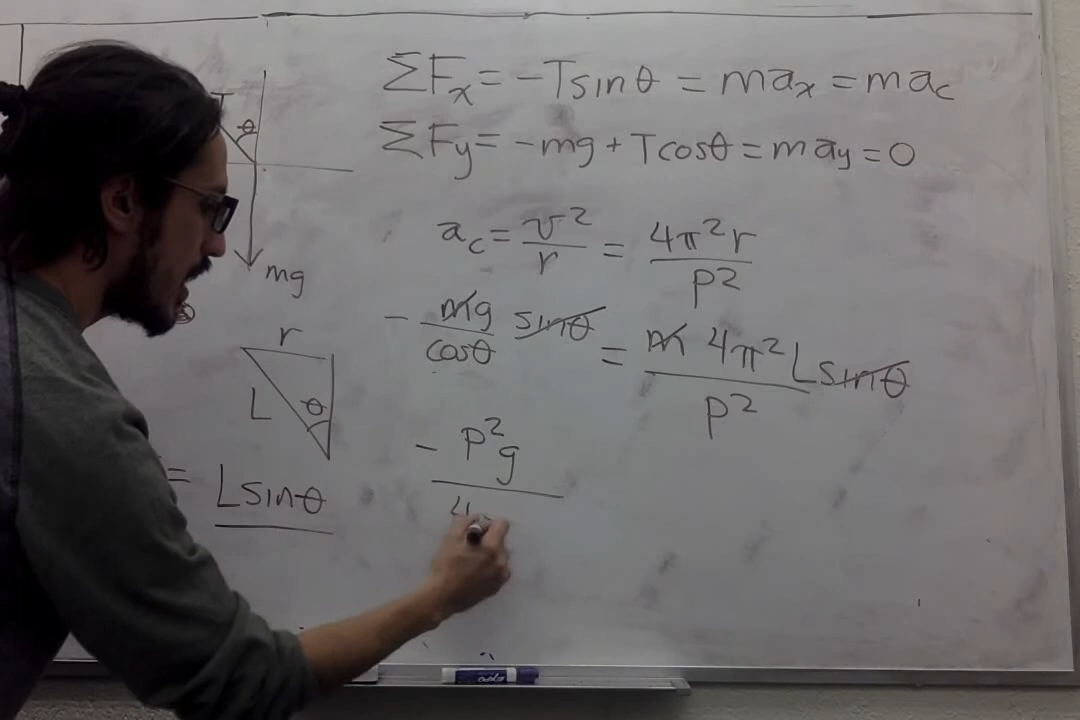 ΣFx = -Tsinθ = max = mac
ΣFy = -mg + Tcosθ = may = 0
T
θ
mg
ac = v²/r = 4π²r/P²
-mg/cosθ sinθ = m 4π²Lsinθ/P²
r
L
θ
= Lsinθ
-P²g/4